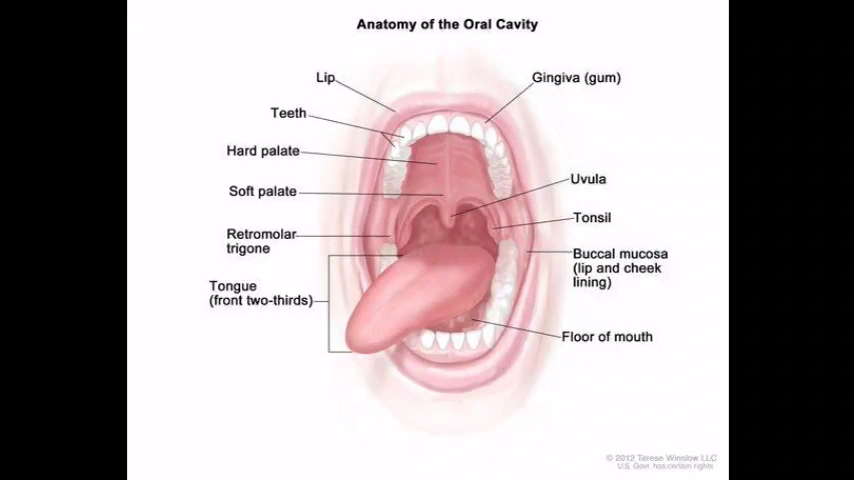 Anatomy of the Oral Cavity
Lip
Gingiva (gum)
Teeth
Hard palate
Soft palate
Uvula
Tonsil
Retromolar
trigone
Buccal mucosa
(lip and cheek
lining)
Tongue
(front two-thirds)
Floor of mouth
© 2012 Terese Winslow LLC
U.S. Govt. has certain rights